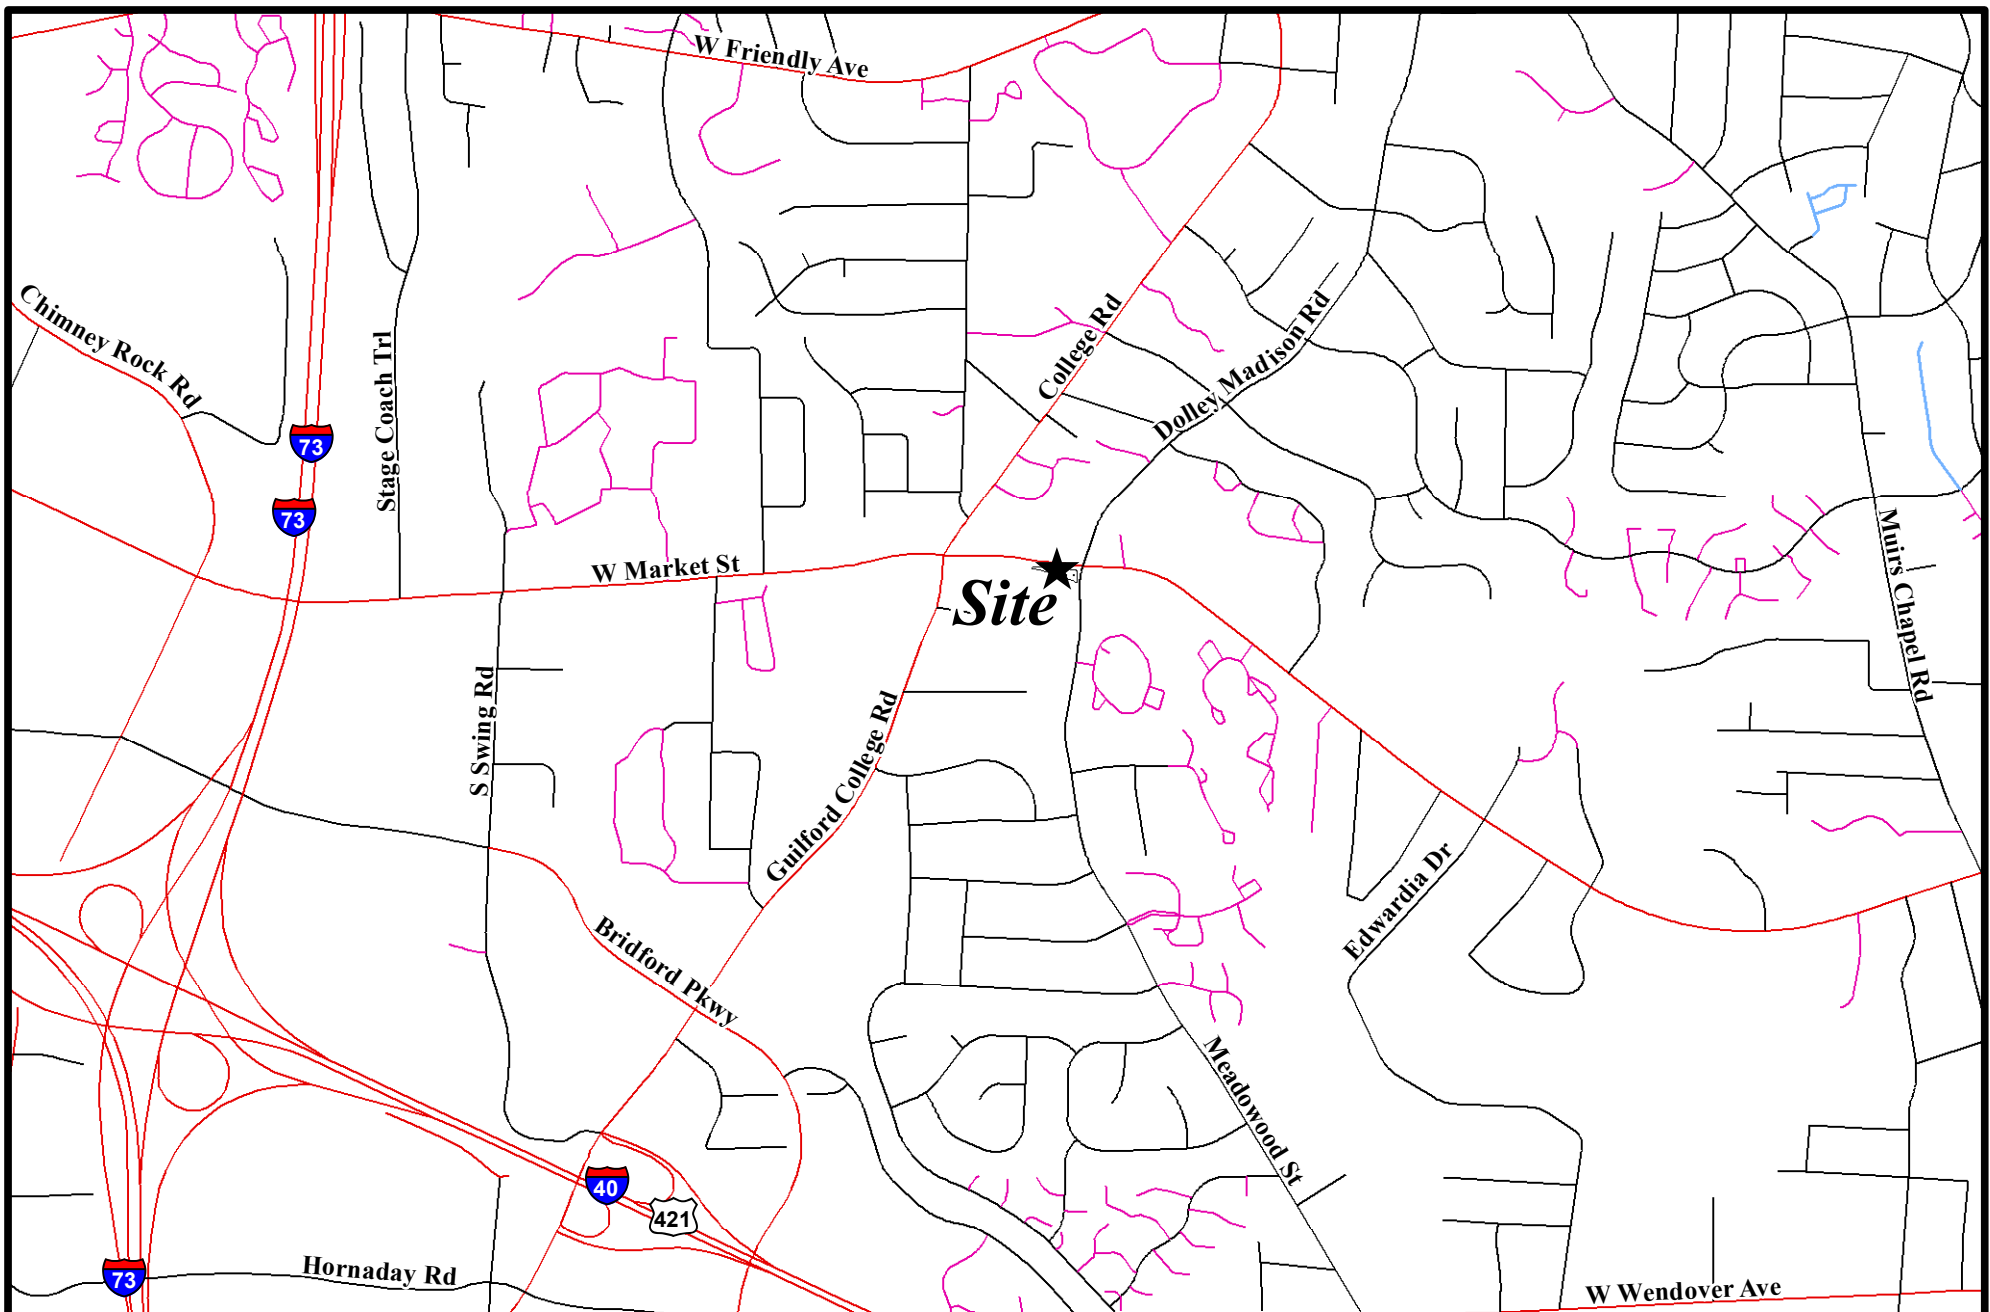 W Friendly Ave
Chimney Rock Rd
College Rd
Dolley Madison Rd
Stage Coach Trl
73
73
W Market St
Site
Muirs Chapel Rd
S Swing Rd
Guilford College Rd
Edwardia Dr
Bridford Pkwy
Meadowood St
40
421
73
Hornaday Rd
W Wendover Ave